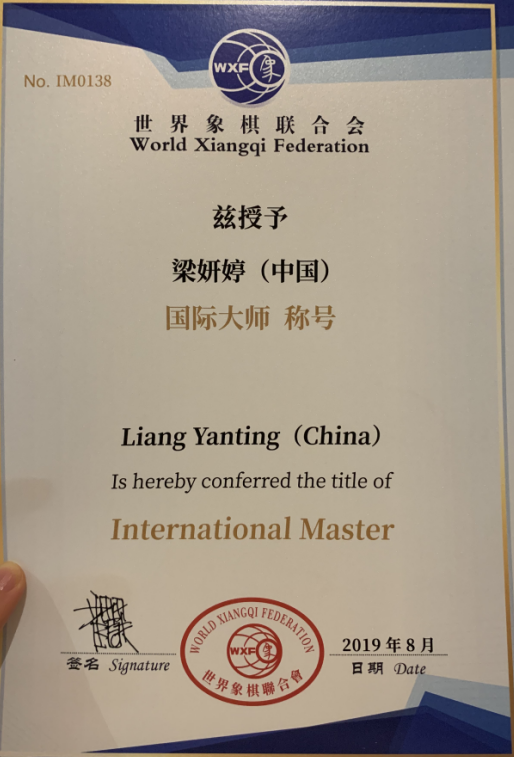 WXF 象
No. IM0138
世界象棋联合会
World Xiangqi Federation
兹授予
梁妍婷（中国）
国际大师 称号
Liang Yanting（China）
Is hereby conferred the title of
International Master
WORLD XIANGQI FEDERATION
WXF 象
世界象棋聯合會
2019 年 8 月
签名 Signature
日期 Date